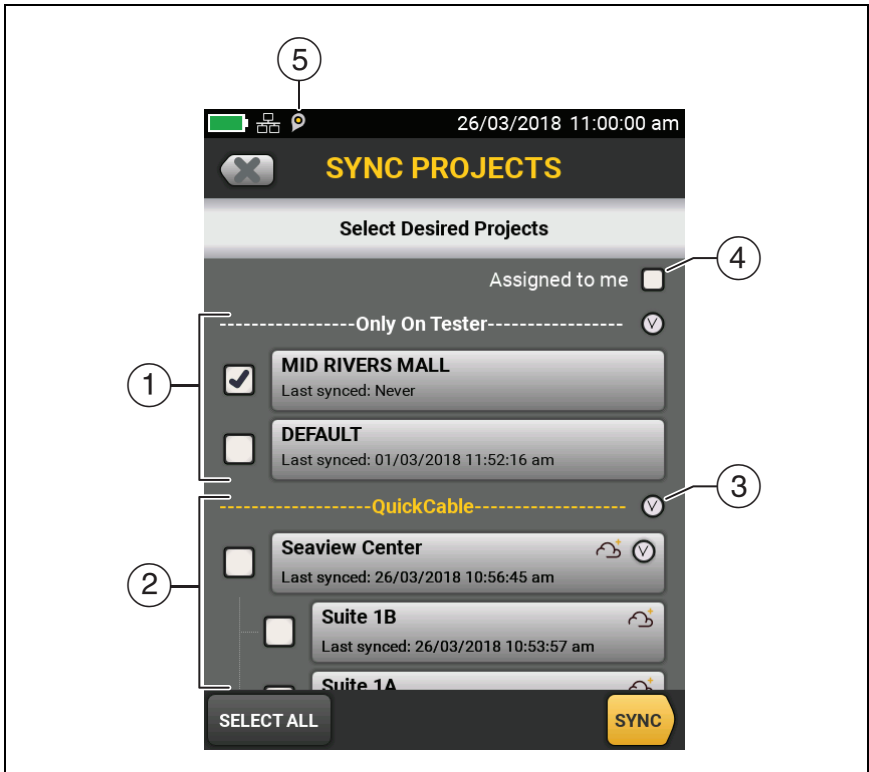 5
26/03/2018 11:00:00 am
SYNC PROJECTS
Select Desired Projects
4
Assigned to me
Only On Tester
1
MID RIVERS MALL
Last synced: Never
DEFAULT
Last synced: 01/03/2018 11:52:16 am
3
QuickCable
2
Seaview Center
Last synced: 26/03/2018 10:56:45 am
Suite 1B
Last synced: 26/03/2018 10:53:57 am
Suite 1A
SELECT ALL
SYNC